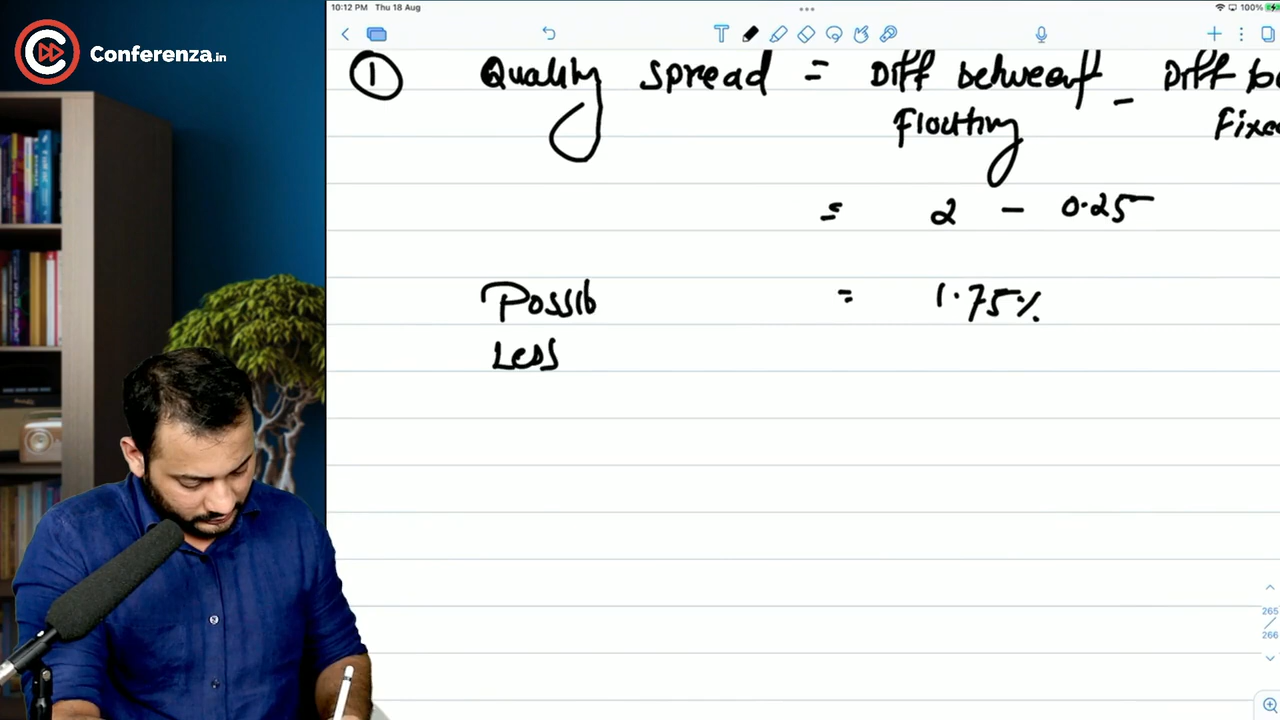 10:12 PM Thu 18 Aug
100%
Conferenza.in
① Quality spread = Diff between Floating - Diff be
Fixed
= 2 - 0.25
Possib = 1.75%
Less
265
266